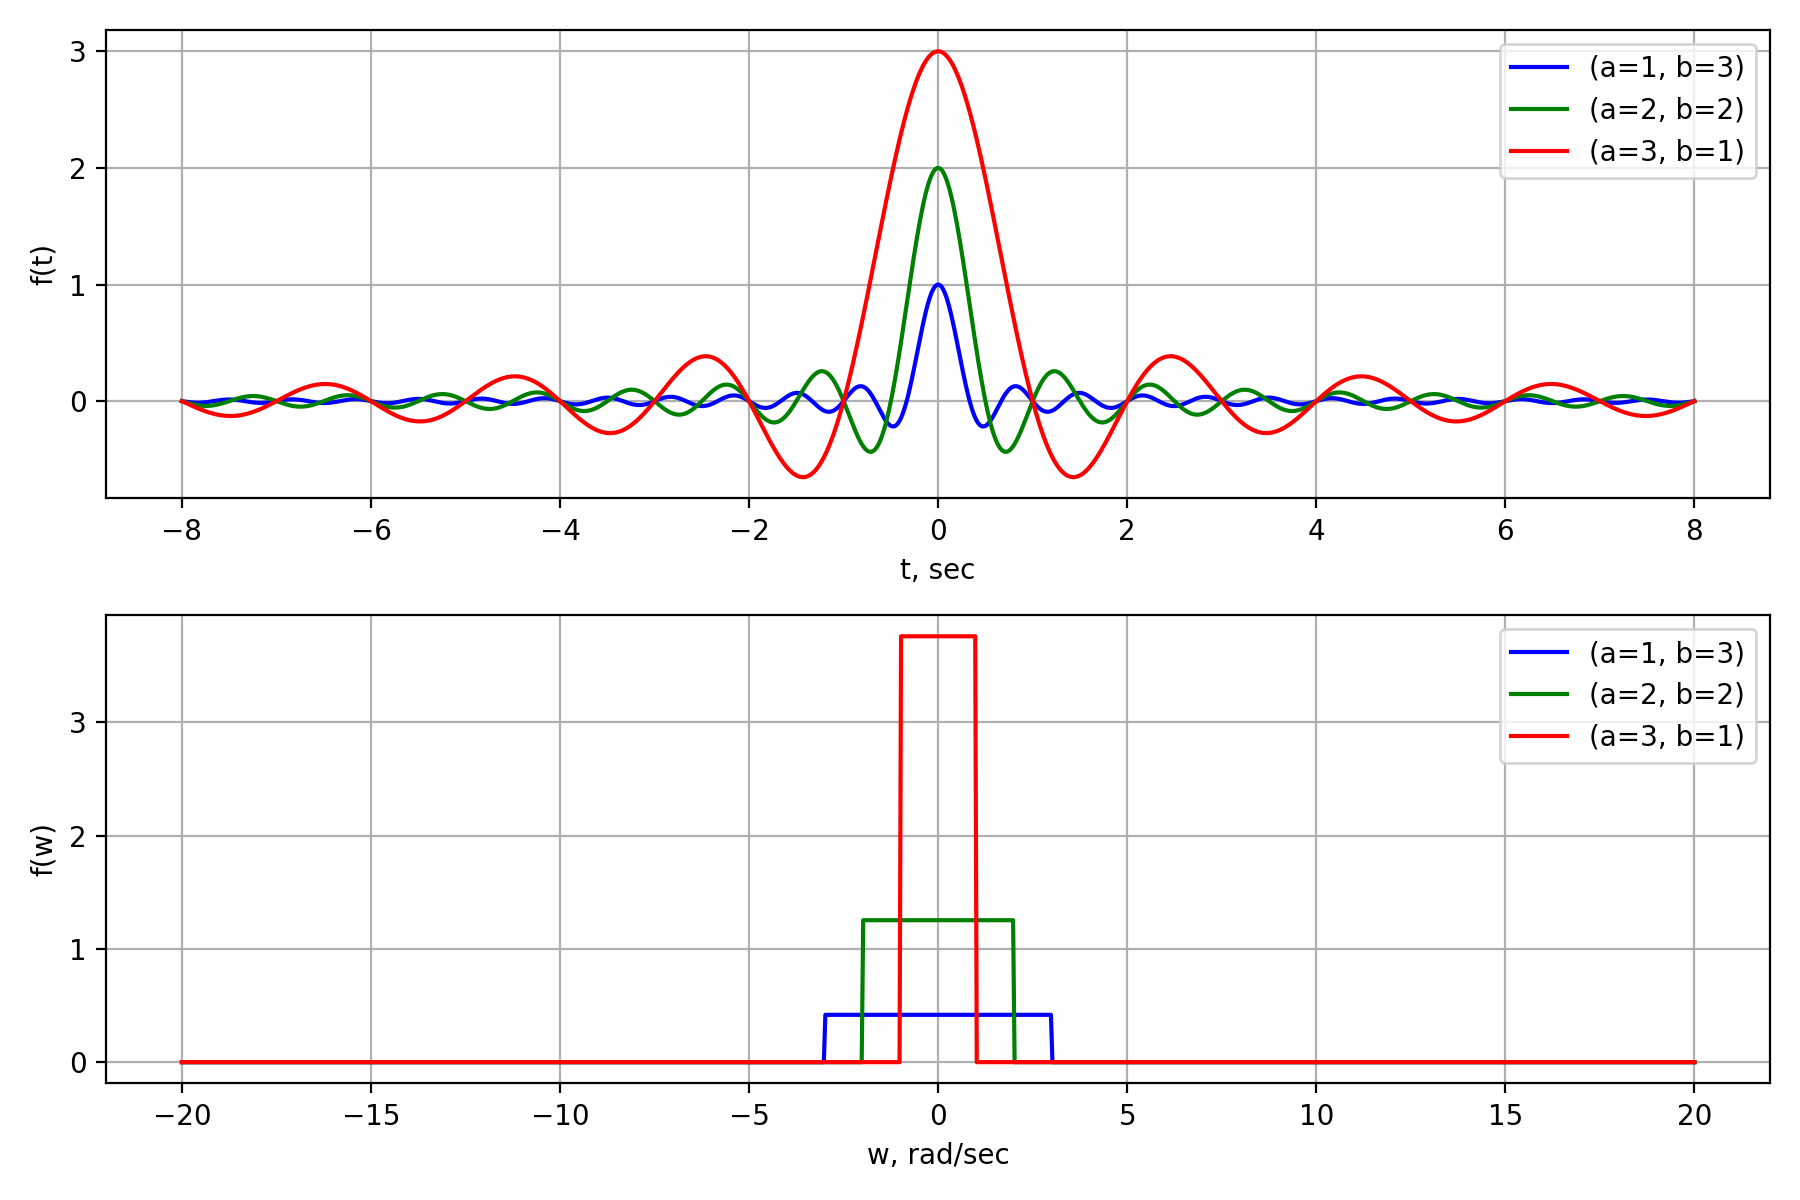 3
2
1
0
f(t)
(a=1, b=3)
(a=2, b=2)
(a=3, b=1)
−8 −6 −4 −2 0 2 4 6 8
t, sec
3
2
1
0
f(w)
(a=1, b=3)
(a=2, b=2)
(a=3, b=1)
−20 −15 −10 −5 0 5 10 15 20
w, rad/sec